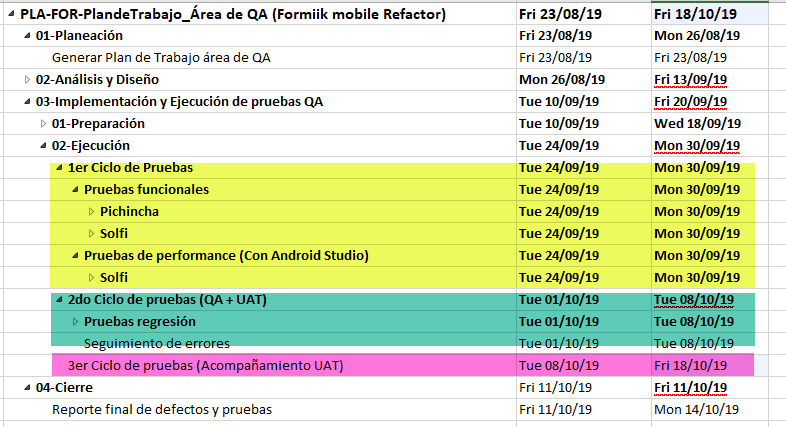 PLA-FOR-PlandeTrabajo_Área de QA (Formiik mobile Refactor) Fri 23/08/19 Fri 18/10/19
01-Planeación Fri 23/08/19 Mon 26/08/19
Generar Plan de Trabajo área de QA Fri 23/08/19 Fri 23/08/19
02-Análisis y Diseño Mon 26/08/19 Fri 13/09/19
03-Implementación y Ejecución de pruebas QA Tue 10/09/19 Fri 20/09/19
01-Preparación Tue 10/09/19 Wed 18/09/19
02-Ejecución Tue 24/09/19 Mon 30/09/19
1er Ciclo de Pruebas Tue 24/09/19 Mon 30/09/19
Pruebas funcionales Tue 24/09/19 Mon 30/09/19
Pichincha Tue 24/09/19 Mon 30/09/19
Solfi Tue 24/09/19 Mon 30/09/19
Pruebas de performance (Con Android Studio) Tue 24/09/19 Mon 30/09/19
Solfi Tue 24/09/19 Mon 30/09/19
2do Ciclo de pruebas (QA + UAT) Tue 01/10/19 Tue 08/10/19
Pruebas regresión Tue 01/10/19 Tue 08/10/19
Seguimiento de errores Tue 01/10/19 Tue 08/10/19
3er Ciclo de pruebas (Acompañamiento UAT) Tue 08/10/19 Fri 18/10/19
04-Cierre Fri 11/10/19 Fri 11/10/19
Reporte final de defectos y pruebas Fri 11/10/19 Mon 14/10/19